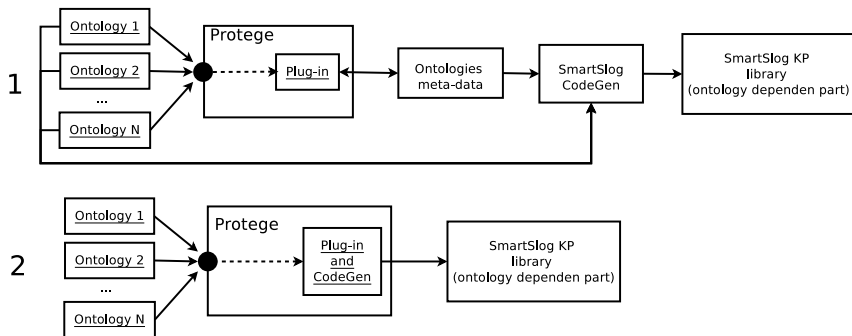 1
Ontology 1
Ontology 2
...
Ontology N
Protege
Plug-in
Ontologies
meta-data
SmartSlog
CodeGen
SmartSlog KP
library
(ontology dependen part)
2
Ontology 1
Ontology 2
...
Ontology N
Protege
Plug-in
and
CodeGen
SmartSlog KP
library
(ontology dependen part)